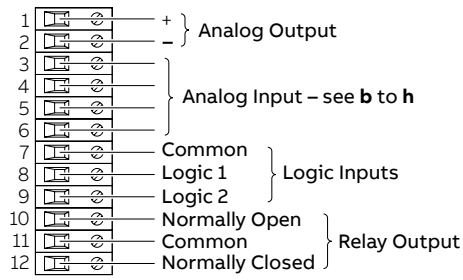 1 + Analog Output
2 –
3
4 Analog Input – see b to h
5
6
7 Common
8 Logic 1 Logic Inputs
9 Logic 2
10 Normally Open
11 Common Relay Output
12 Normally Closed